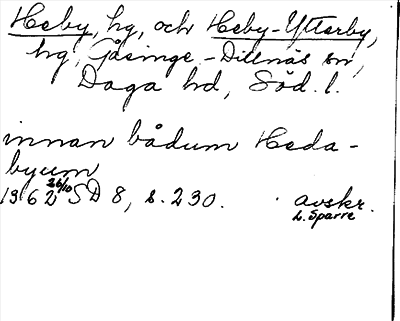 Heby, hg, och Heby-Ytterby,
hg, Gåsinge-Dillnäs sn,
Daga hd, Söd. l.
innan bådum Heda-
byum
1362 26/10 SD 8, s. 230. avskr.
L. Sparre